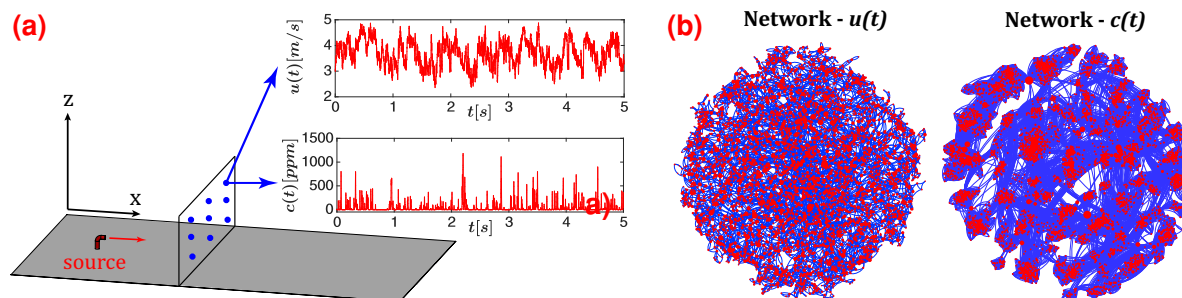 (a)
z
x
source
u(t)[m/s]
5
4
3
2
0 1 2 3 4 5
t[s]
c(t)[ppm]
1500
1000
500
0
0 1 2 3 4 5
t[s]
a)
(b)
Network - u(t)
Network - c(t)